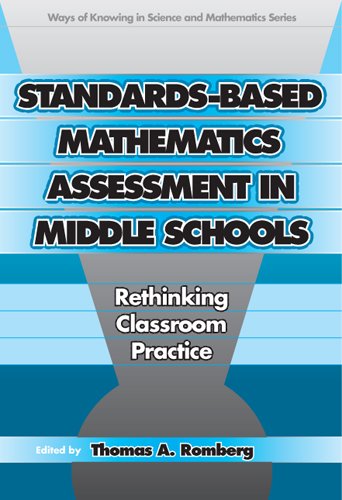 Ways of Knowing in Science and Mathematics Series
STANDARDS-BASED
MATHEMATICS
ASSESSMENT IN
MIDDLE SCHOOLS
Rethinking
Classroom
Practice
Edited by Thomas A. Romberg